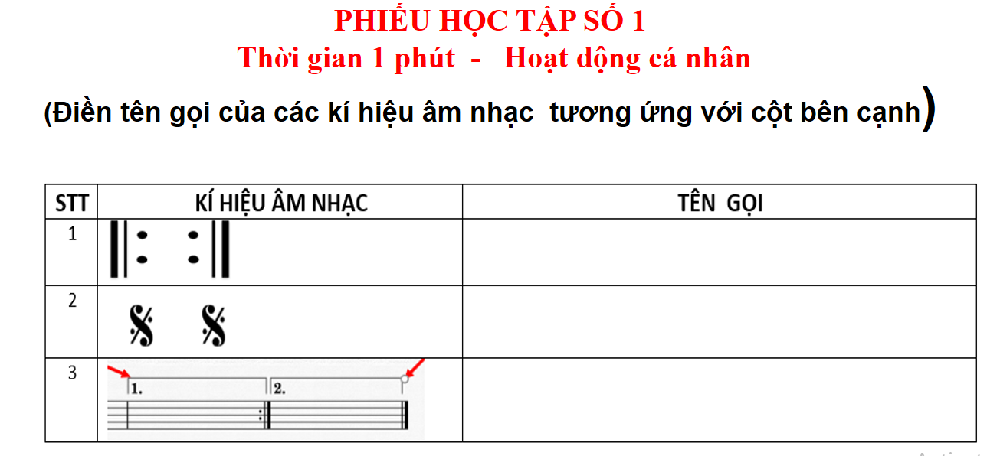 PHIẾU HỌC TẬP SỐ 1
Thời gian 1 phút - Hoạt động cá nhân
(Điền tên gọi của các kí hiệu âm nhạc tương ứng với cột bên cạnh)
STT KÍ HIỆU ÂM NHẠC TÊN GỌI
1
2
3
1. 2.